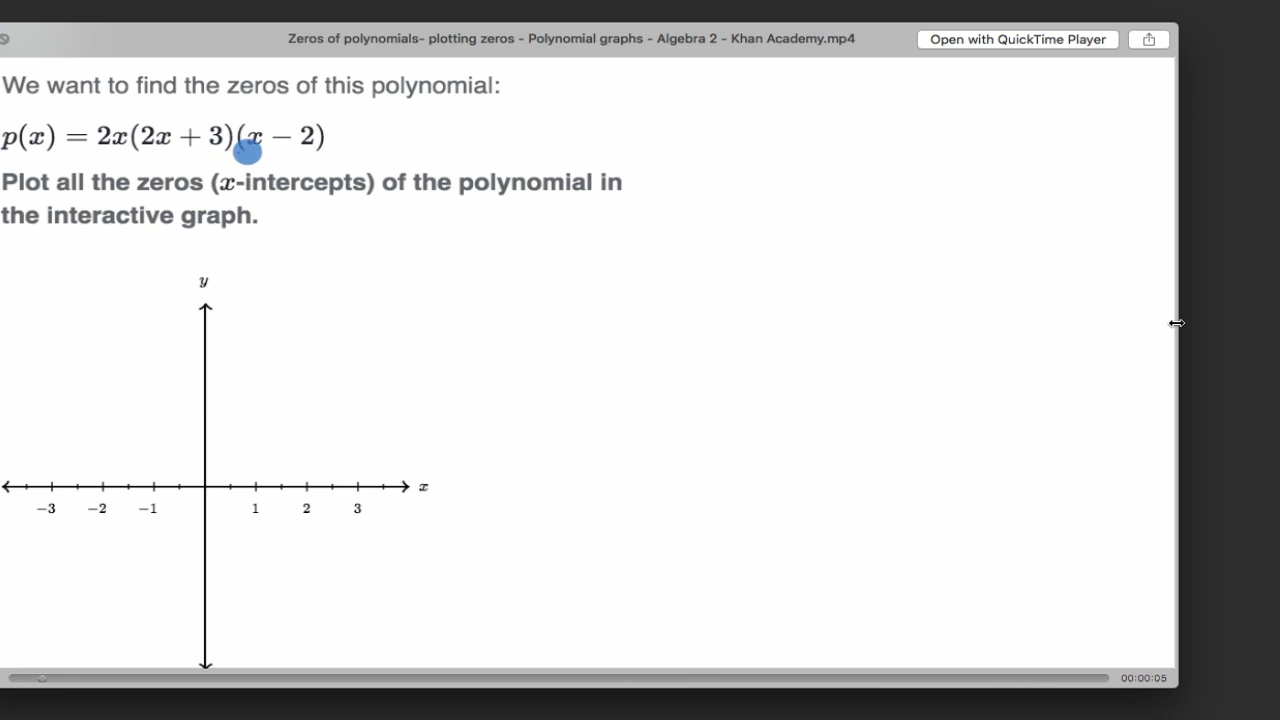 Zeros of polynomials- plotting zeros - Polynomial graphs - Algebra 2 - Khan Academy.mp4
Open with QuickTime Player
We want to find the zeros of this polynomial:
p(x) = 2x(2x + 3)(x − 2)
Plot all the zeros (x-intercepts) of the polynomial in
the interactive graph.
y
x
−3 −2 −1 1 2 3
00:00:05